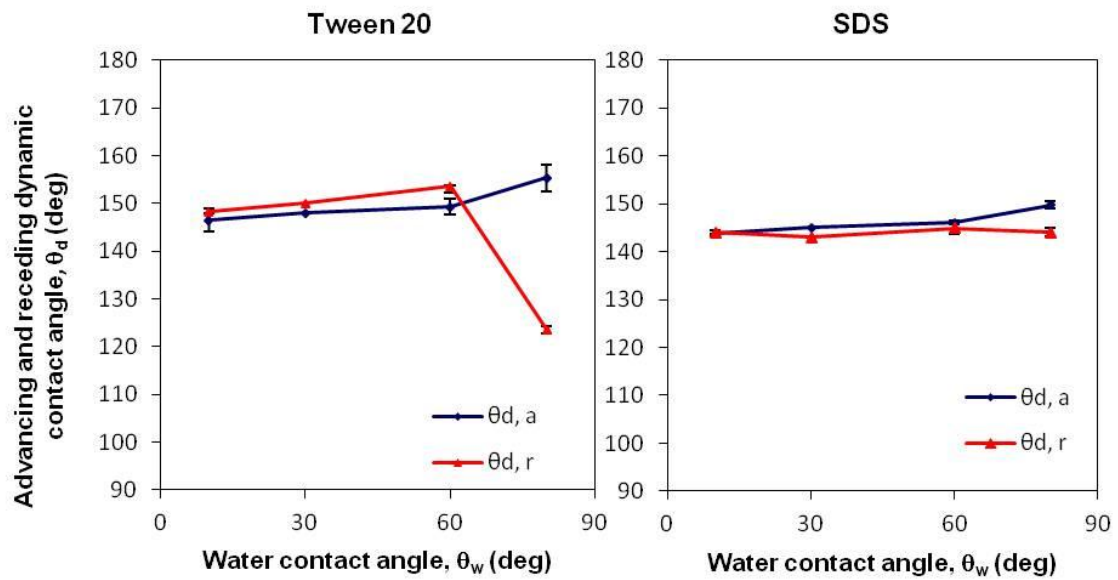 Tween 20
SDS
Advancing and receding dynamic
contact angle, θd (deg)
180
170
160
150
140
130
120
110
100
90
0
30
60
90
θd, a
θd, r
Water contact angle, θw (deg)
180
170
160
150
140
130
120
110
100
90
0
30
60
90
θd, a
θd, r
Water contact angle, θw (deg)